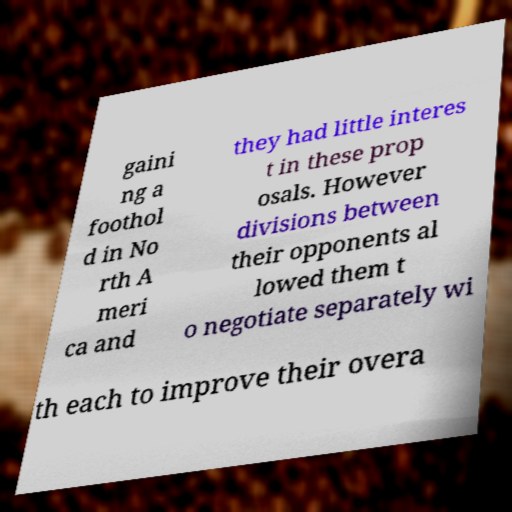 gaini
ng a
foothol
d in No
rth A
meri
ca and
they had little interes
t in these prop
osals. However
divisions between
their opponents al
lowed them t
o negotiate separately wi
th each to improve their overa